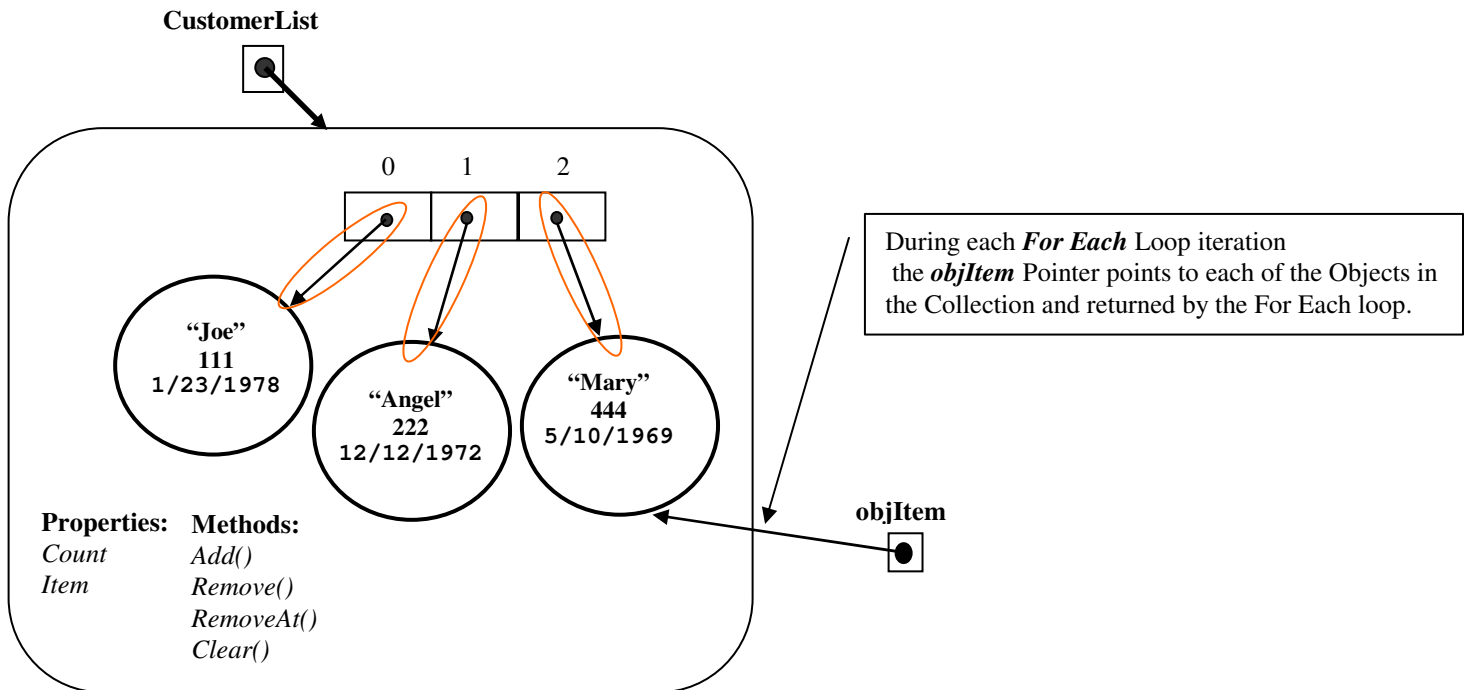 CustomerList
0 1 2
During each For Each Loop iteration
the objItem Pointer points to each of the Objects in
the Collection and returned by the For Each loop.
“Joe”
111
1/23/1978
“Angel”
222
12/12/1972
“Mary”
444
5/10/1969
objItem
Properties:
Count
Item
Methods:
Add()
Remove()
RemoveAt()
Clear()